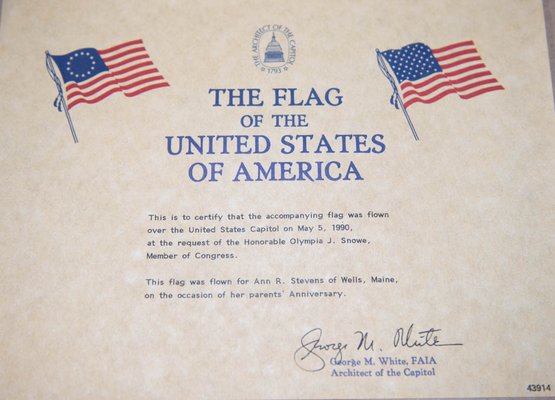 THE ARCHITECT OF THE CAPITOL
1793
THE FLAG
OF THE
UNITED STATES
OF AMERICA
This is to certify that the accompanying flag was flown
over the United States Capitol on May 5, 1990,
at the request of the Honorable Olympia J. Snowe,
Member of Congress.
This flag was flown for Ann R. Stevens of Wells, Maine,
on the occasion of her parents' Anniversary.
George M. White
George M. White, FAIA
Architect of the Capitol
43914